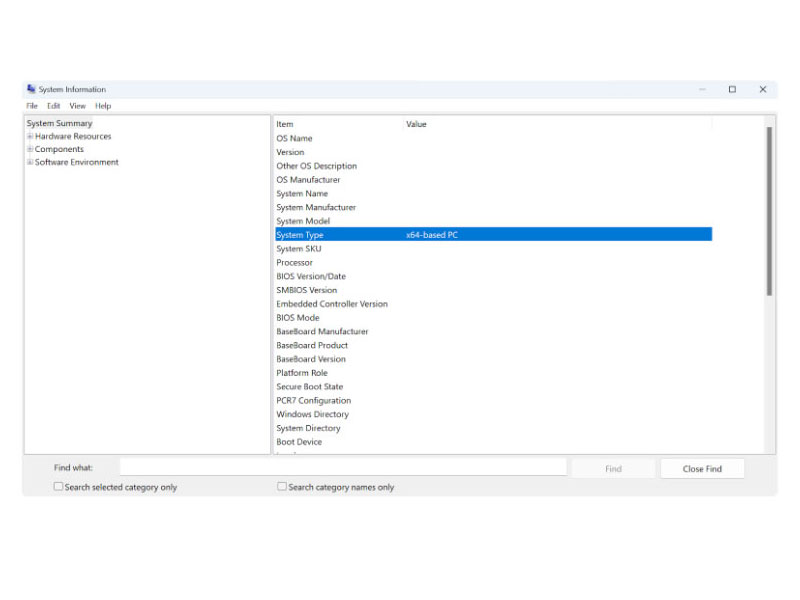 System Information
File Edit View Help
System Summary
Hardware Resources
Components
Software Environment
Item Value
OS Name
Version
Other OS Description
OS Manufacturer
System Name
System Manufacturer
System Model
System Type x64-based PC
System SKU
Processor
BIOS Version/Date
SMBIOS Version
Embedded Controller Version
BIOS Mode
BaseBoard Manufacturer
BaseBoard Product
BaseBoard Version
Platform Role
Secure Boot State
PCR7 Configuration
Windows Directory
System Directory
Boot Device
Find what:
Find
Close Find
Search selected category only
Search category names only